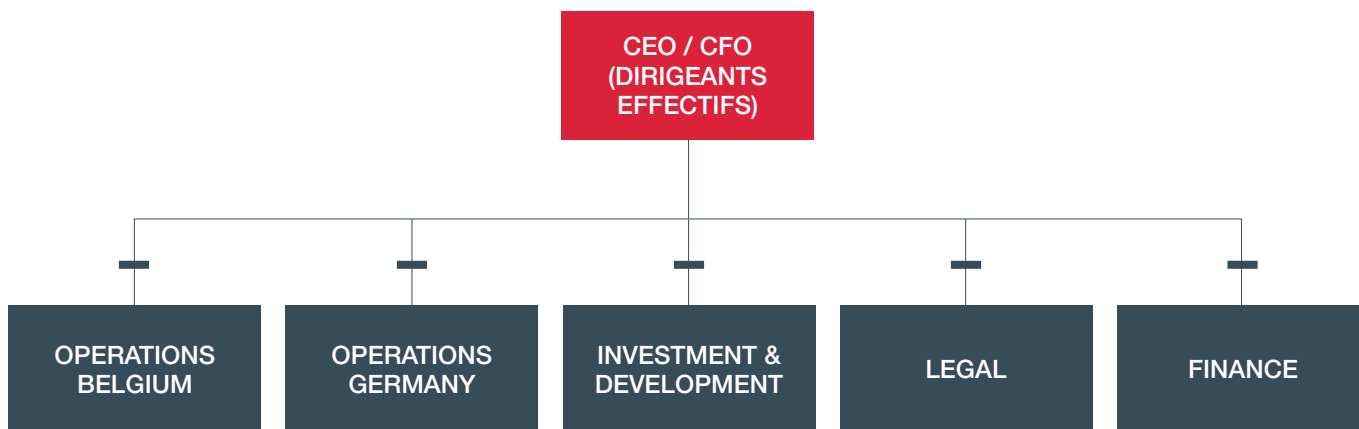 CEO / CFO
(DIRIGEANTS
EFFECTIFS)
OPERATIONS
BELGIUM
OPERATIONS
GERMANY
INVESTMENT &
DEVELOPMENT
LEGAL
FINANCE